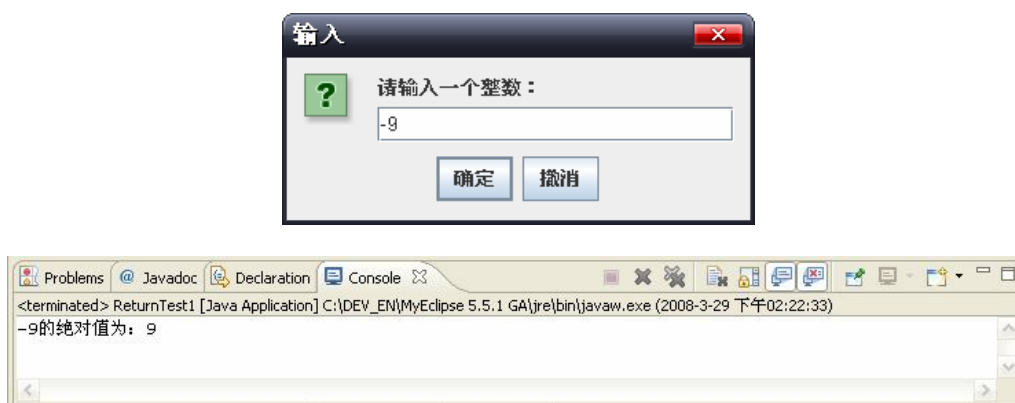 输入
请输入一个整数：
-9
确定 撤消
Problems @ Javadoc Declaration Console
<terminated> ReturnTest1 [Java Application] C:\DEV_EN\MyEclipse 5.5.1 GA\jre\bin\javaw.exe (2008-3-29 下午02:22:33)
-9的绝对值为：9